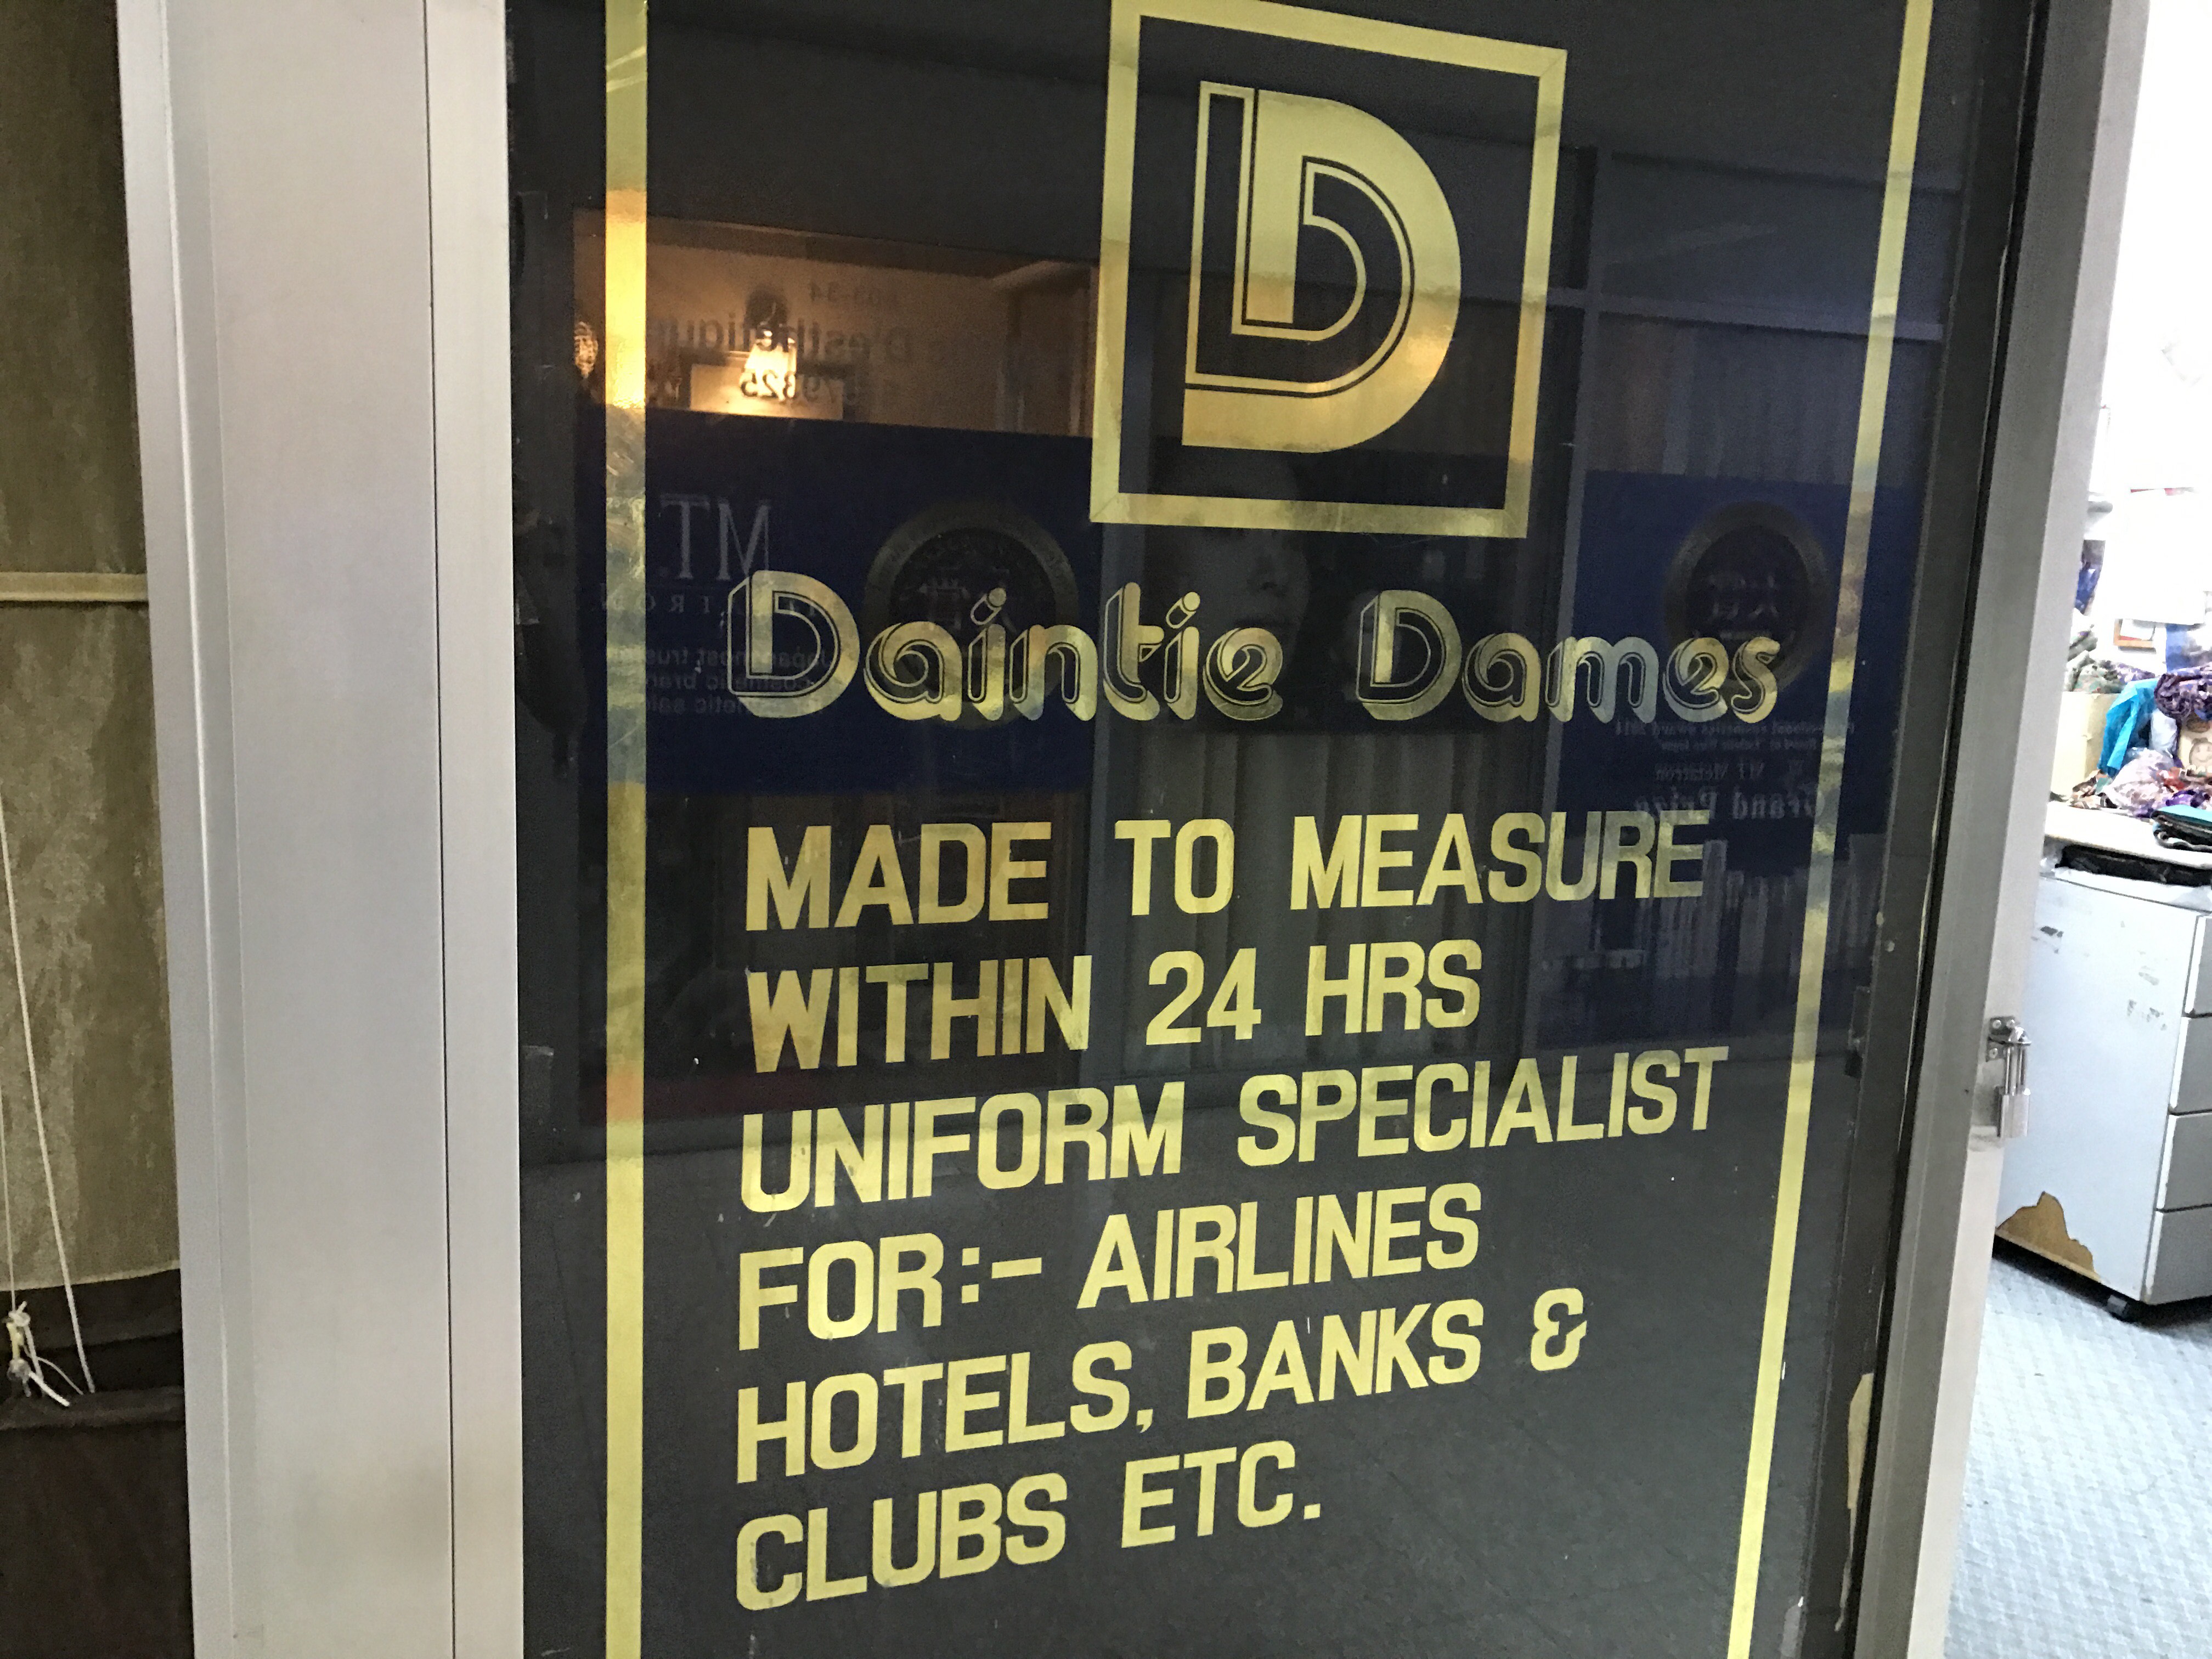 D
Daintie Dames
MADE TO MEASURE
WITHIN 24 HRS
UNIFORM SPECIALIST
FOR:- AIRLINES
HOTELS, BANKS &
CLUBS ETC.